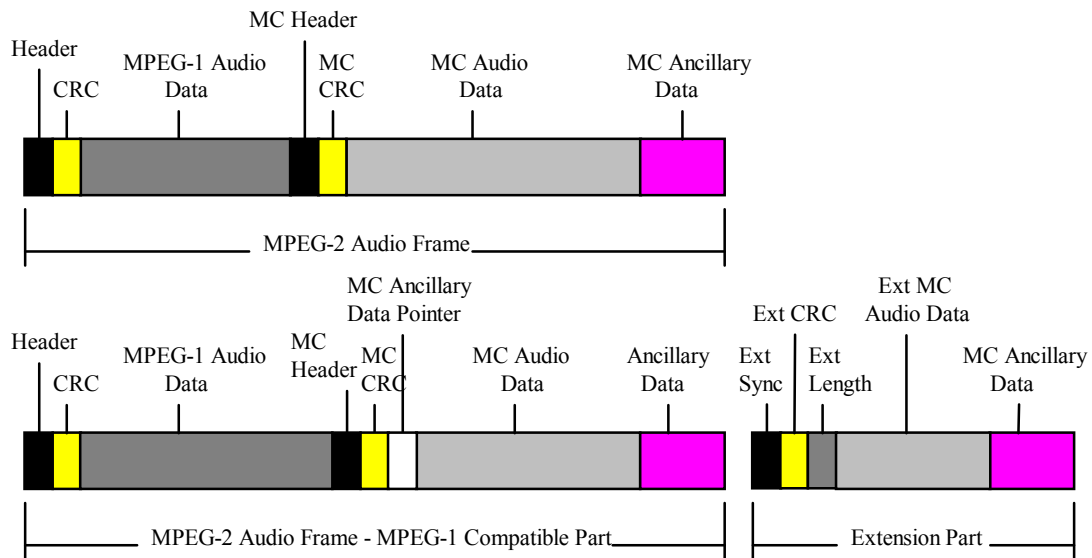 MC Header
Header
MPEG-1 Audio
Data
CRC
MC
CRC
MC Audio
Data
MC Ancillary
Data
MPEG-2 Audio Frame
MC Ancillary
Data Pointer
Ext MC
Audio Data
Header
CRC
MPEG-1 Audio
Data
MC
Header
MC
CRC
MC Audio
Data
Ancillary
Data
Ext CRC
Ext
Sync
Ext
Length
MC Ancillary
Data
MPEG-2 Audio Frame - MPEG-1 Compatible Part
Extension Part